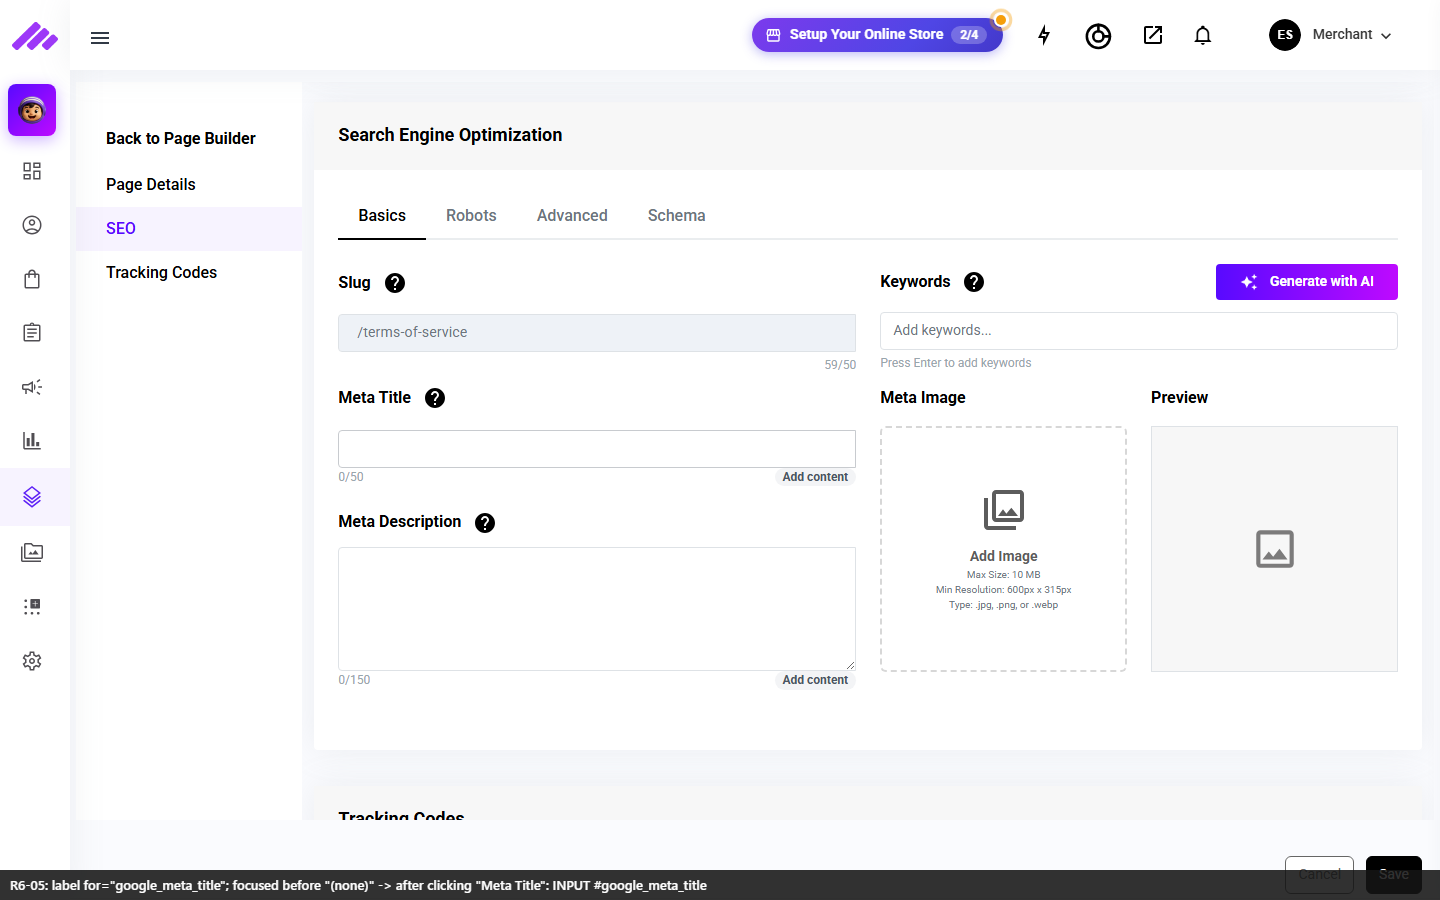 Setup Your Online Store 2/4
ES Merchant
Back to Page Builder
Page Details
SEO
Tracking Codes
Search Engine Optimization
Basics Robots Advanced Schema
Slug ?
/terms-of-service
59/50
Keywords ?
Generate with AI
Add keywords...
Press Enter to add keywords
Meta Title ?
0/50
Add content
Meta Description ?
0/150
Add content
Meta Image
Add Image
Max Size: 10 MB
Min Resolution: 600px x 315px
Type: .jpg, .png, or .webp
Preview
Tracking Codes
Cancel
Save
R6-05: label for="google_meta_title"; focused before "(none)" -> after clicking "Meta Title": INPUT #google_meta_title